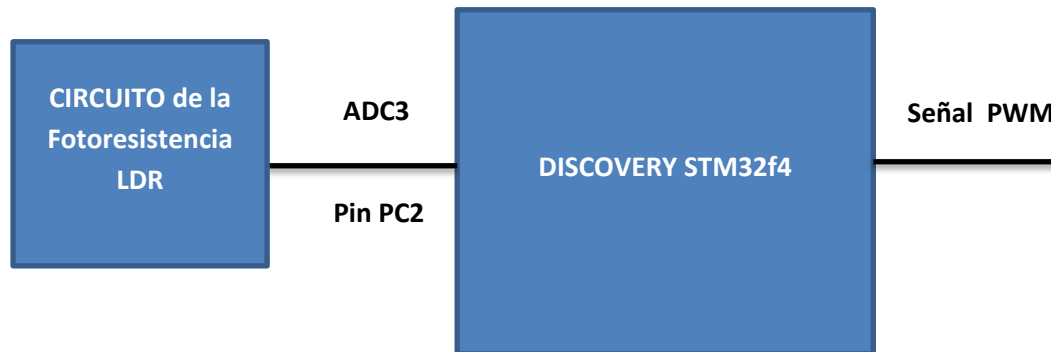 CIRCUITO de la
Fotoresistencia
LDR
ADC3
Pin PC2
DISCOVERY STM32f4
Señal PWM